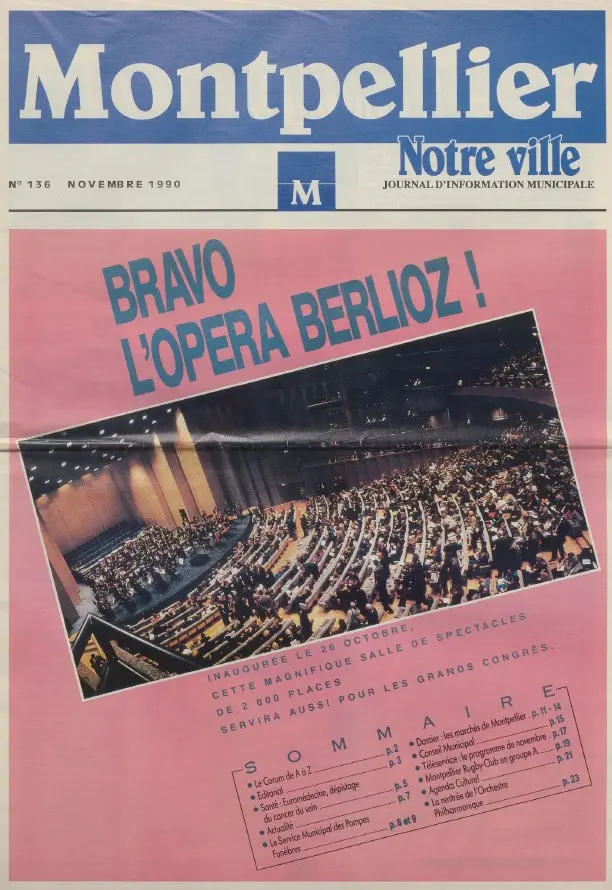 Montpellier
Notre ville
N° 136 NOVEMBRE 1990
M
JOURNAL D'INFORMATION MUNICIPALE
BRAVO
L'OPERA BERLIOZ !
INAUGURÉE LE 26 OCTOBRE,
CETTE MAGNIFIQUE SALLE DE SPECTACLES
DE 2 000 PLACES
SERVIRA AUSSI POUR LES GRANDS CONGRÈS.
SOMMAIRE
• Le Corum de A à Z p. 2
• Editorial p. 3
• Santé : Euromédecine, dépistage
du cancer du sein p. 5
• Actualité p. 7
• Le Service Municipal des Pompes
Funèbres p. 8 et 9
• Dossier : les marchés de Montpellier p. 11 - 14
• Conseil Municipal p. 15
• Téléservice : le programme de novembre p. 17
• Montpellier Rugby-Club en groupe A p. 19
• Agenda Culturel p. 21
• La rentrée de l'Orchestre
Philharmonique p. 23